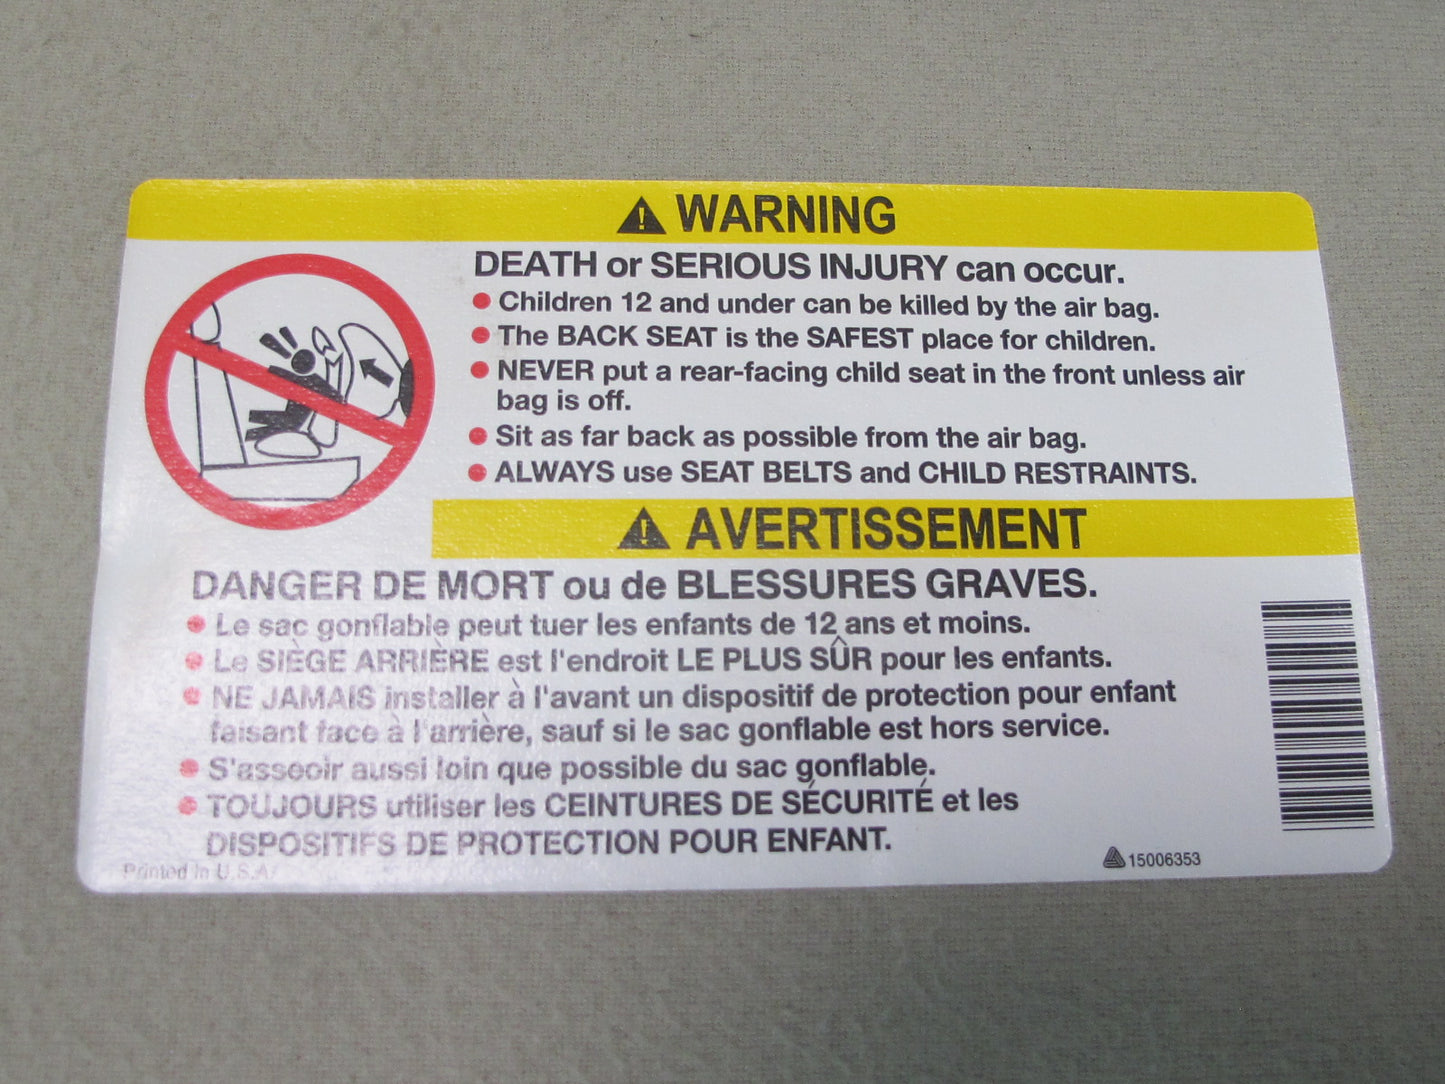 ⚠ WARNING
DEATH or SERIOUS INJURY can occur.
• Children 12 and under can be killed by the air bag.
• The BACK SEAT is the SAFEST place for children.
• NEVER put a rear-facing child seat in the front unless air
bag is off.
• Sit as far back as possible from the air bag.
• ALWAYS use SEAT BELTS and CHILD RESTRAINTS.
⚠ AVERTISSEMENT
DANGER DE MORT ou de BLESSURES GRAVES.
• Le sac gonflable peut tuer les enfants de 12 ans et moins.
• Le SIÈGE ARRIÈRE est l'endroit LE PLUS SÛR pour les enfants.
• NE JAMAIS installer à l'avant un dispositif de protection pour enfant
faisant face à l'arrière, sauf si le sac gonflable est hors service.
• S'asseoir aussi loin que possible du sac gonflable.
• TOUJOURS utiliser les CEINTURES DE SÉCURITÉ et les
DISPOSITIFS DE PROTECTION POUR ENFANT.
Printed in U.S.A.
15006353